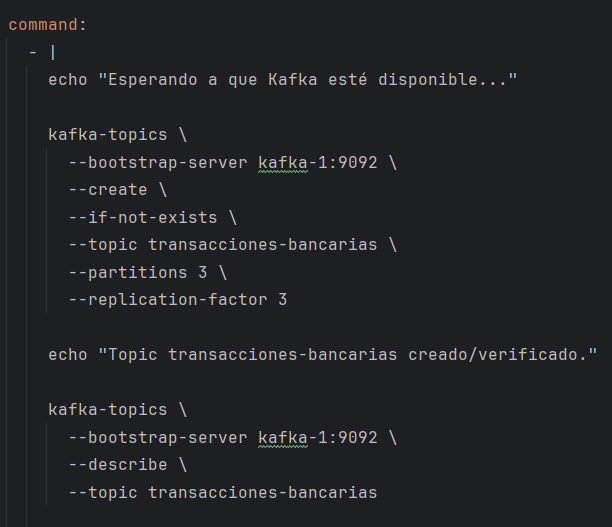 command:
- |
echo "Esperando a que Kafka esté disponible..."
kafka-topics \
--bootstrap-server kafka-1:9092 \
--create \
--if-not-exists \
--topic transacciones-bancarias \
--partitions 3 \
--replication-factor 3
echo "Topic transacciones-bancarias creado/verificado."
kafka-topics \
--bootstrap-server kafka-1:9092 \
--describe \
--topic transacciones-bancarias